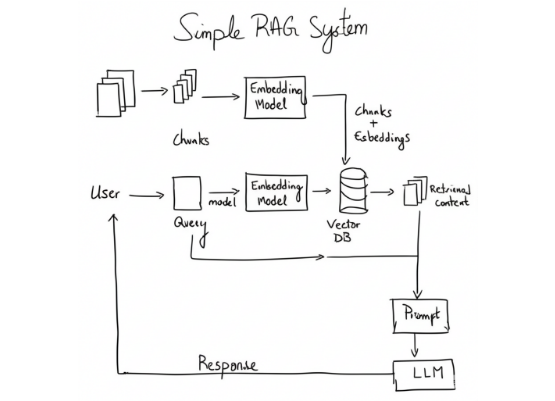 Simple RAG System
Embedding
Model
Chunks
Chunks
+
Esbeddings
User
Query
model
Embedding
Model
Vector
DB
Retrional
content
Prompt
LLM
Response